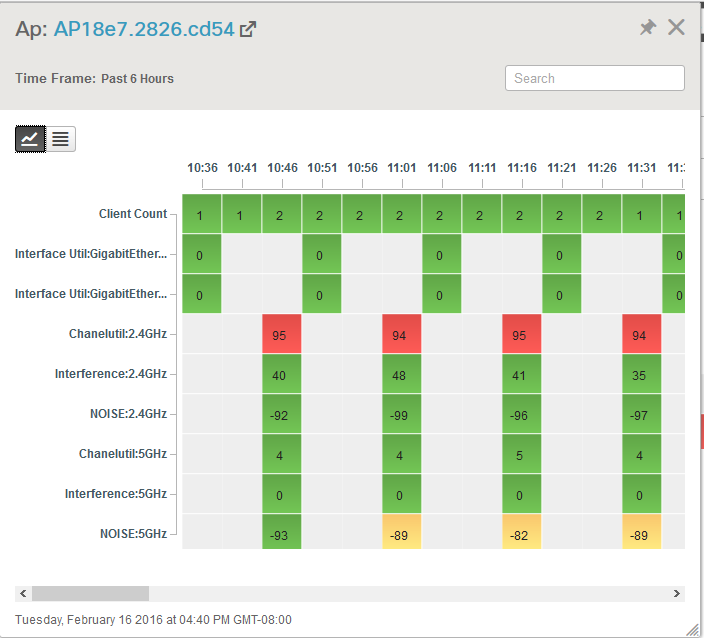 Ap: AP18e7.2826.cd54
Time Frame: Past 6 Hours
Search
10:36 10:41 10:46 10:51 10:56 11:01 11:06 11:11 11:16 11:21 11:26 11:31 11:
Client Count 1 1 2 2 2 2 2 2 2 2 2 1 1
Interface Util:GigabitEther... 0 0 0 0 0
Interface Util:GigabitEther... 0 0 0 0 0
Chanelutil:2.4GHz 95 94 95 94
Interference:2.4GHz 40 48 41 35
NOISE:2.4GHz -92 -99 -96 -97
Chanelutil:5GHz 4 4 5 4
Interference:5GHz 0 0 0 0
NOISE:5GHz -93 -89 -82 -89
Tuesday, February 16 2016 at 04:40 PM GMT-08:00